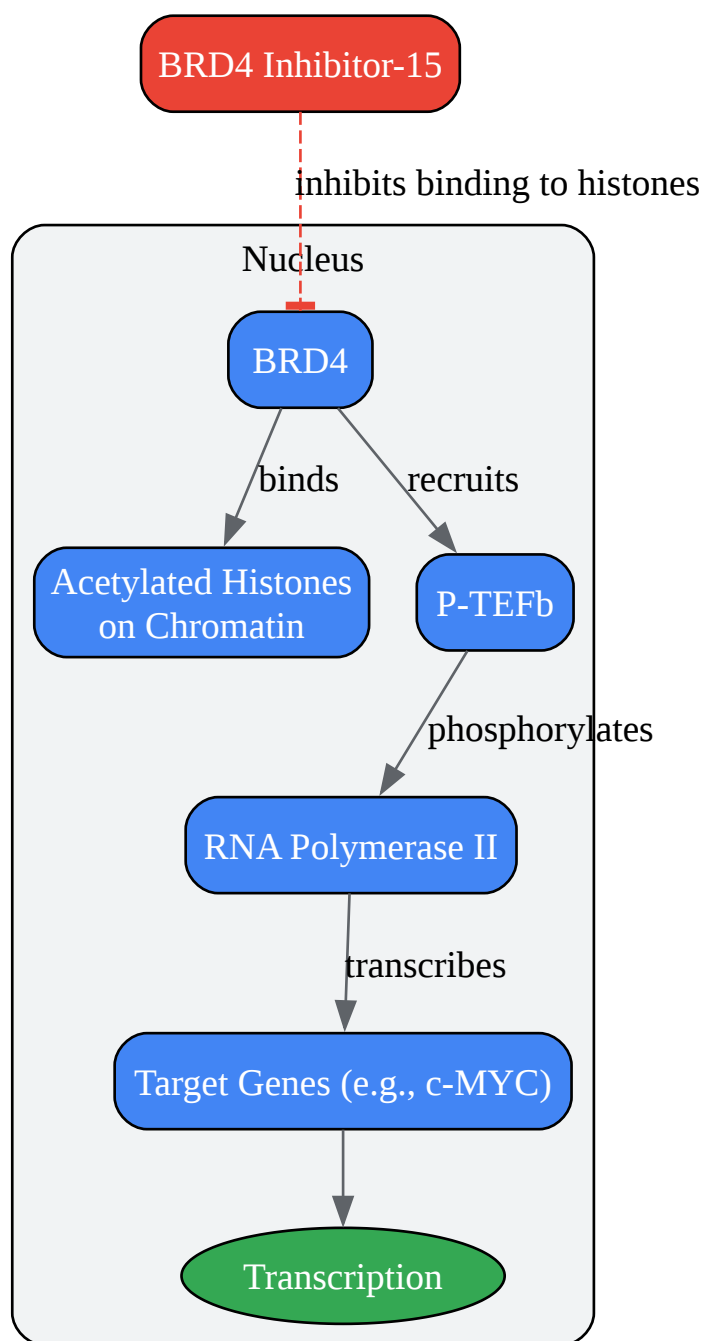 BRD4 Inhibitor-15
inhibits binding to histones
Nucleus
BRD4
binds
recruits
Acetylated Histones
on Chromatin
P-TEFb
phosphorylates
RNA Polymerase II
transcribes
Target Genes (e.g., c-MYC)
Transcription